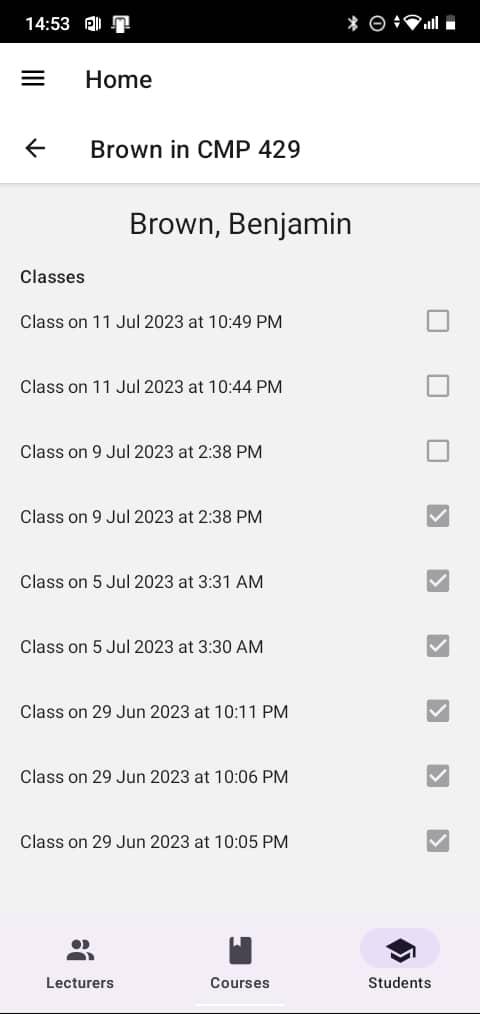 14:53
Home
Brown in CMP 429
Brown, Benjamin
Classes
Class on 11 Jul 2023 at 10:49 PM
Class on 11 Jul 2023 at 10:44 PM
Class on 9 Jul 2023 at 2:38 PM
Class on 9 Jul 2023 at 2:38 PM
Class on 5 Jul 2023 at 3:31 AM
Class on 5 Jul 2023 at 3:30 AM
Class on 29 Jun 2023 at 10:11 PM
Class on 29 Jun 2023 at 10:06 PM
Class on 29 Jun 2023 at 10:05 PM
Lecturers Courses Students